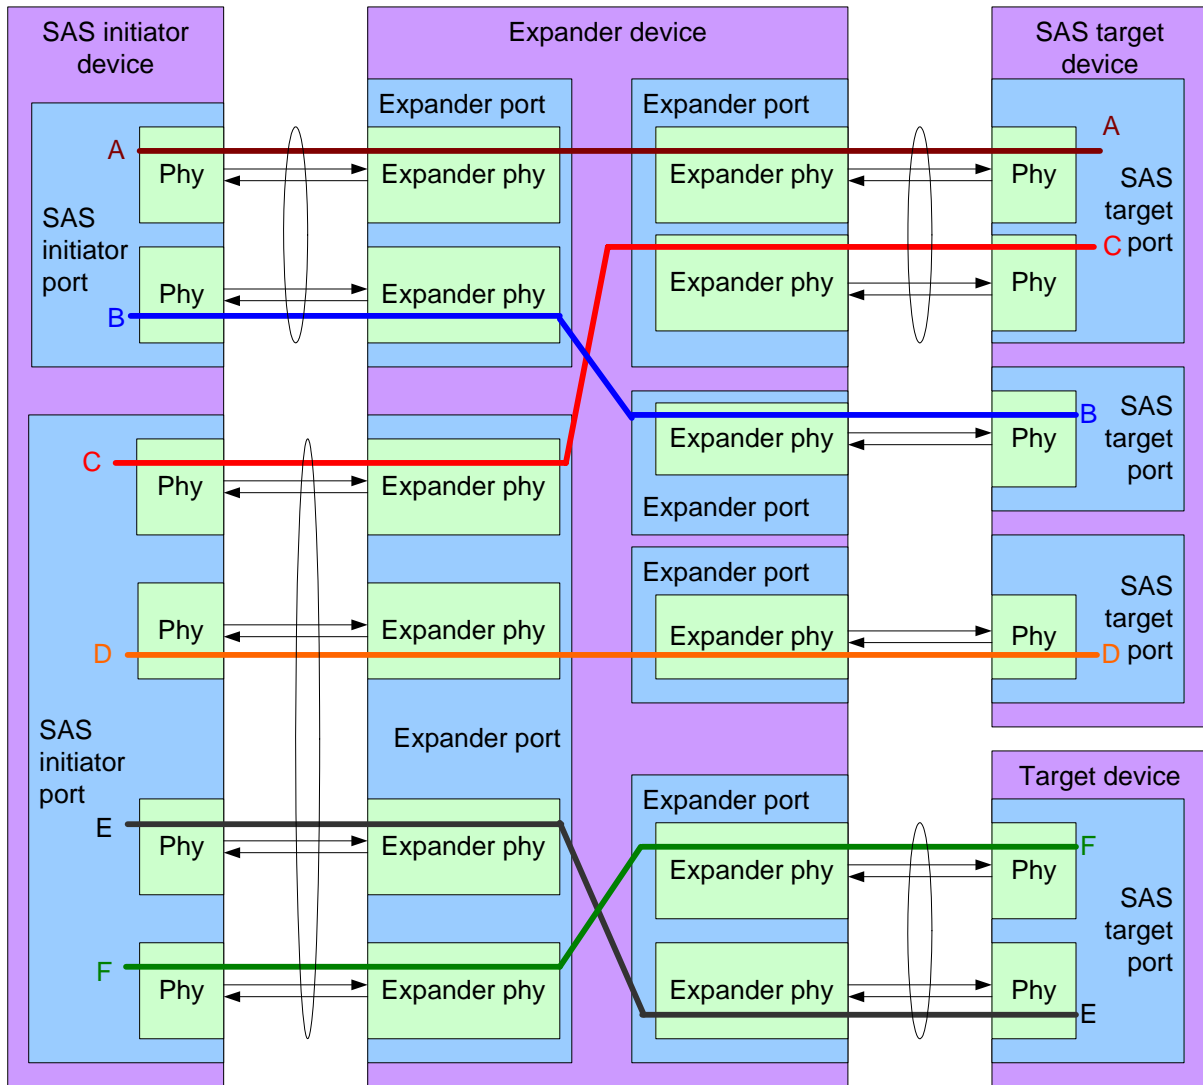 SAS initiator
device
Expander device
SAS target
device
Expander port
Expander port
A
A
Phy
Expander phy
Expander phy
Phy
SAS
target
port
SAS
initiator
port
C
Phy
Expander phy
Expander phy
Phy
B
B
SAS
target
port
Expander phy
Phy
C
Phy
Expander phy
Expander port
Expander port
SAS
target
port
Phy
Expander phy
Expander phy
Phy
D
D
SAS
initiator
port
Expander port
Target device
Expander port
E
Phy
Expander phy
Expander phy
Phy
F
SAS
target
port
F
Phy
Expander phy
Expander phy
Phy
E